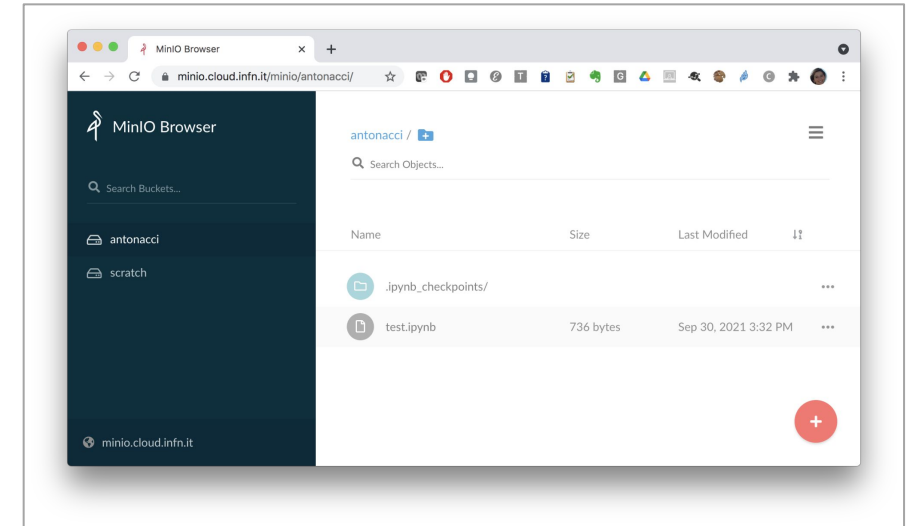 MinIO Browser
minio.cloud.infn.it/minio/antonacci/
MinIO Browser
Search Buckets...
antonacci
scratch
minio.cloud.infn.it
antonacci /
Search Objects...
Name Size Last Modified
.ipynb_checkpoints/
test.ipynb 736 bytes Sep 30, 2021 3:32 PM